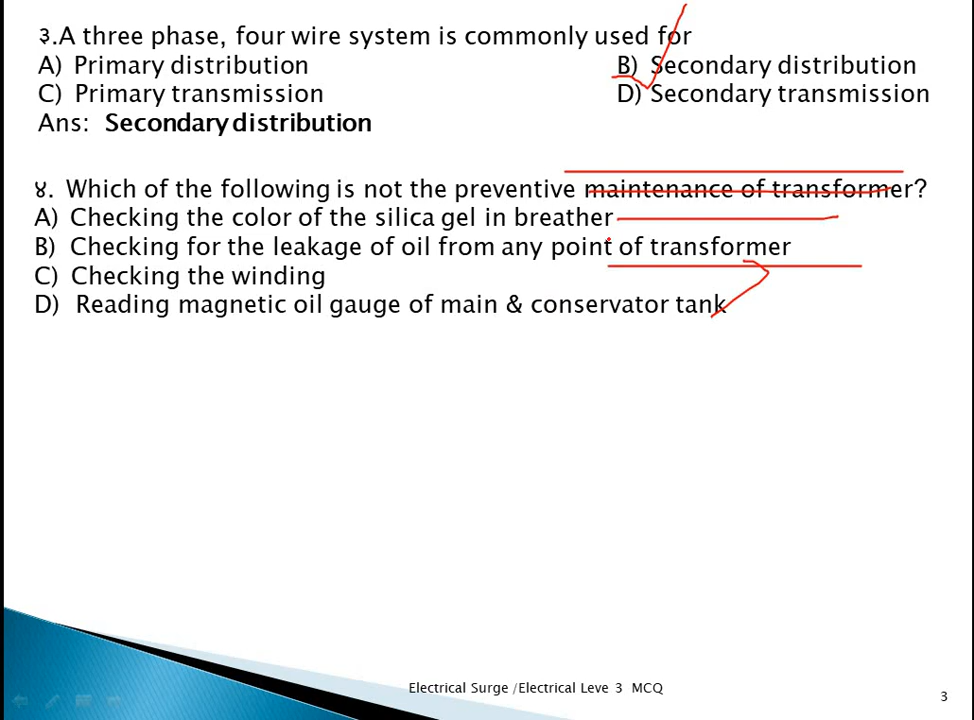 ३.A three phase, four wire system is commonly used for
A) Primary distribution B) Secondary distribution
C) Primary transmission D) Secondary transmission
Ans: Secondary distribution
४. Which of the following is not the preventive maintenance of transformer?
A) Checking the color of the silica gel in breather
B) Checking for the leakage of oil from any point of transformer
C) Checking the winding
D) Reading magnetic oil gauge of main & conservator tank
Electrical Surge /Electrical Leve 3 MCQ
3